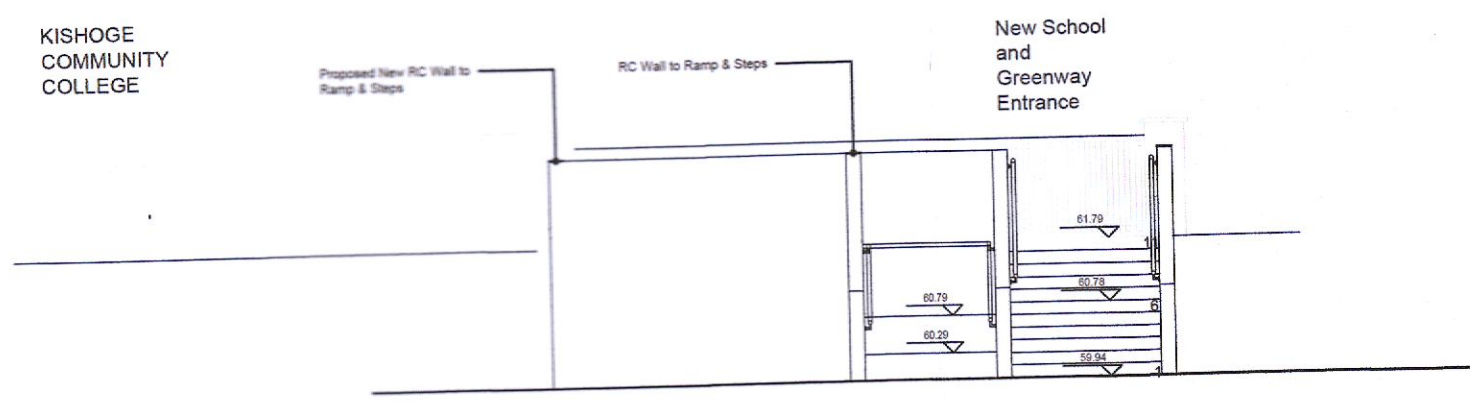 KISHOGE
COMMUNITY
COLLEGE
Proposed New RC Wall to
Ramp & Steps
RC Wall to Ramp & Steps
New School
and
Greenway
Entrance
61.79
1
60.79
60.78
6
60.29
59.94
1